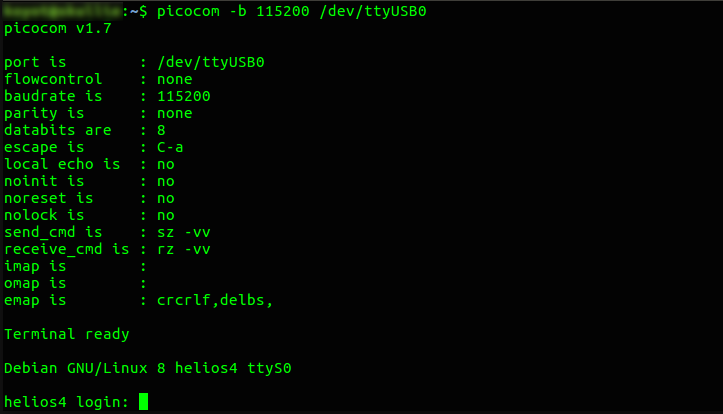 :~$ picocom -b 115200 /dev/ttyUSB0
picocom v1.7
port is : /dev/ttyUSB0
flowcontrol : none
baudrate is : 115200
parity is : none
databits are : 8
escape is : C-a
local echo is : no
noinit is : no
noreset is : no
nolock is : no
send_cmd is : sz -vv
receive_cmd is : rz -vv
imap is :
omap is :
emap is : crcrlf,delbs,
Terminal ready
Debian GNU/Linux 8 helios4 ttyS0
helios4 login: